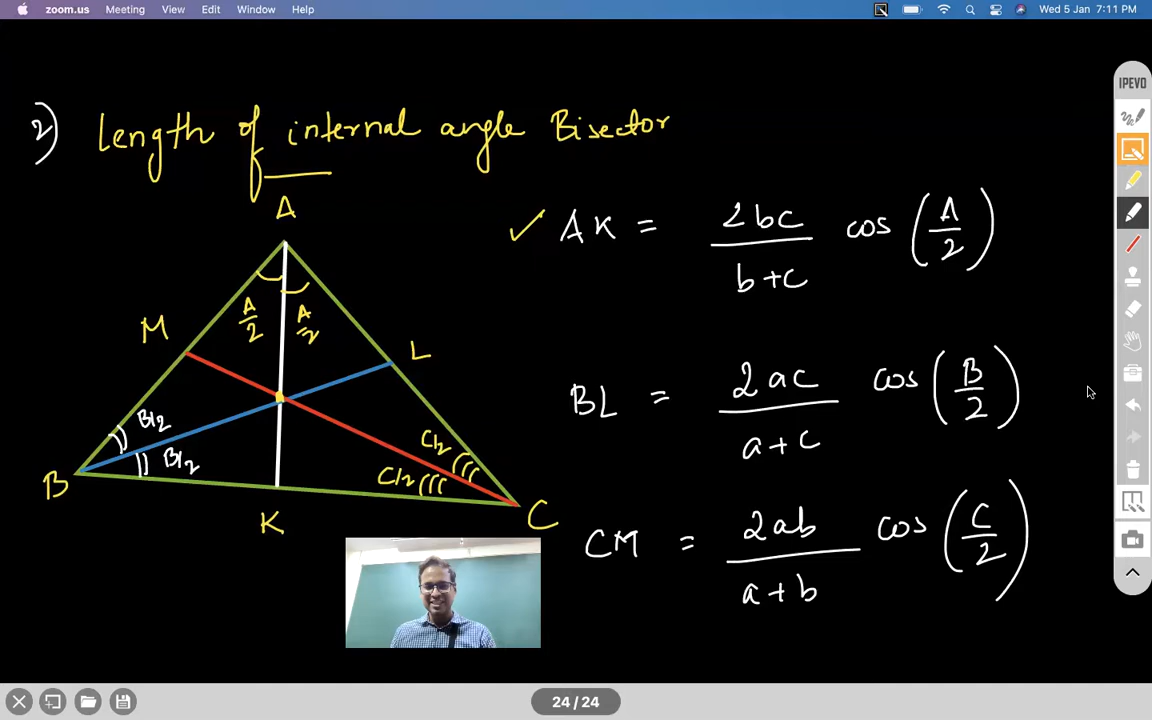 zoom.us Meeting View Edit Window Help Wed 5 Jan 7:11 PM
IPEVO
2) Length of internal angle Bisector
A
AK = 2bc / b+c cos (A/2)
A/2 A/2
M
L
BL = 2ac / a+c cos (B/2)
B/2
B/2
C/2
C/2
B
K
C
CM = 2ab / a+b cos (C/2)
24 / 24